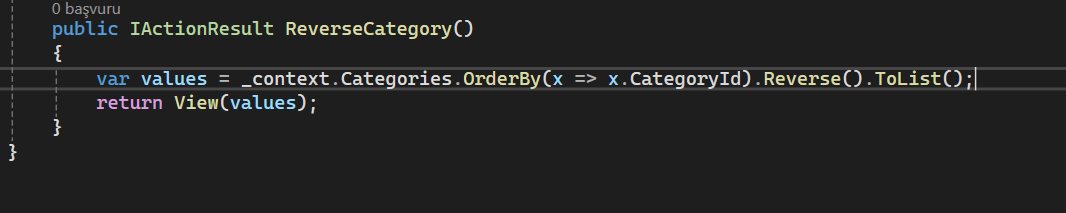 0 başvuru
public IActionResult ReverseCategory()
{
var values = _context.Categories.OrderBy(x => x.CategoryId).Reverse().ToList();
return View(values);
}
}